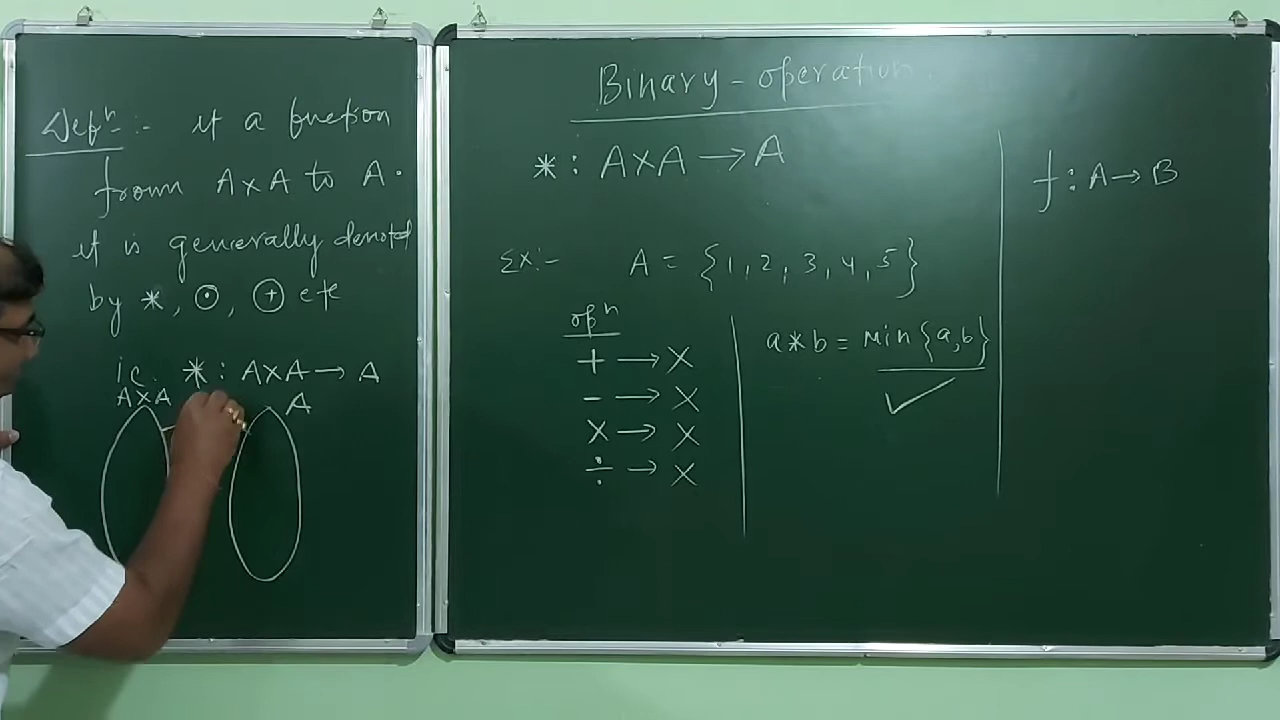 Defⁿ :- it a function
from A×A to A.
it is generally denoted
by *, ⊙, ⊕ etc
ie. * : A×A → A
A×A A
Binary - operation.
* : A×A → A
Ex:- A = {1, 2, 3, 4, 5}
opⁿ
+ → ×
- → ×
× → ×
÷ → ×
a*b = Min{a,b}
✓
f : A → B